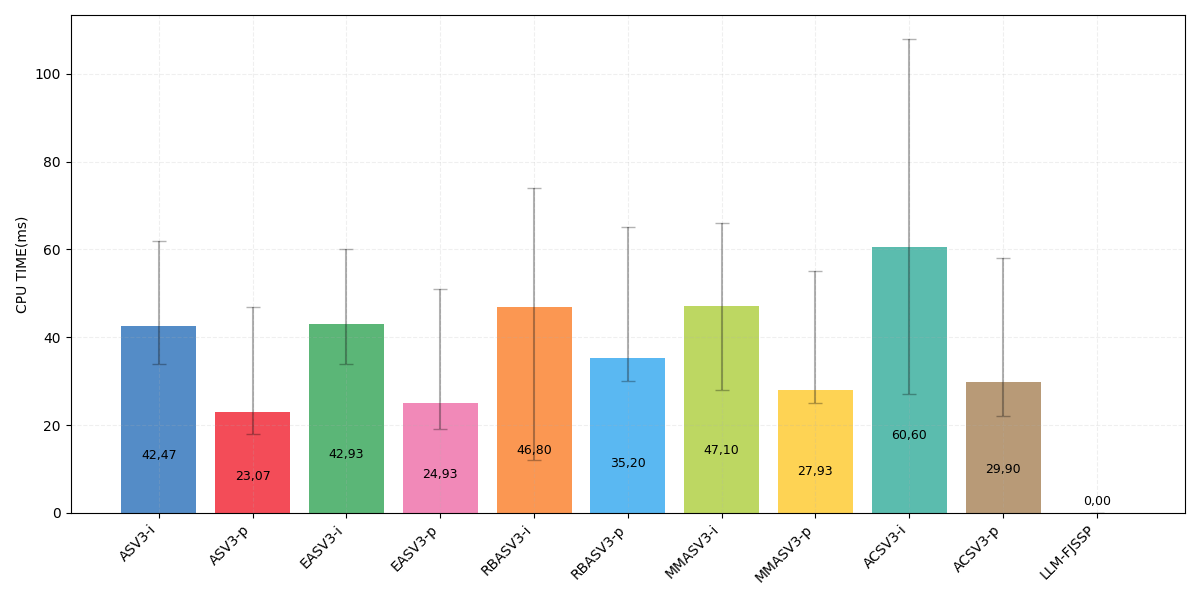 CPU TIME(ms)
100
80
60
40
20
0
42,47
23,07
42,93
24,93
46,80
35,20
47,10
27,93
60,60
29,90
0,00
ASV3-i
ASV3-p
EASV3-i
EASV3-p
RBASV3-i
RBASV3-p
MMASV3-i
MMASV3-p
ACSV3-i
ACSV3-p
LLM-FJSSP